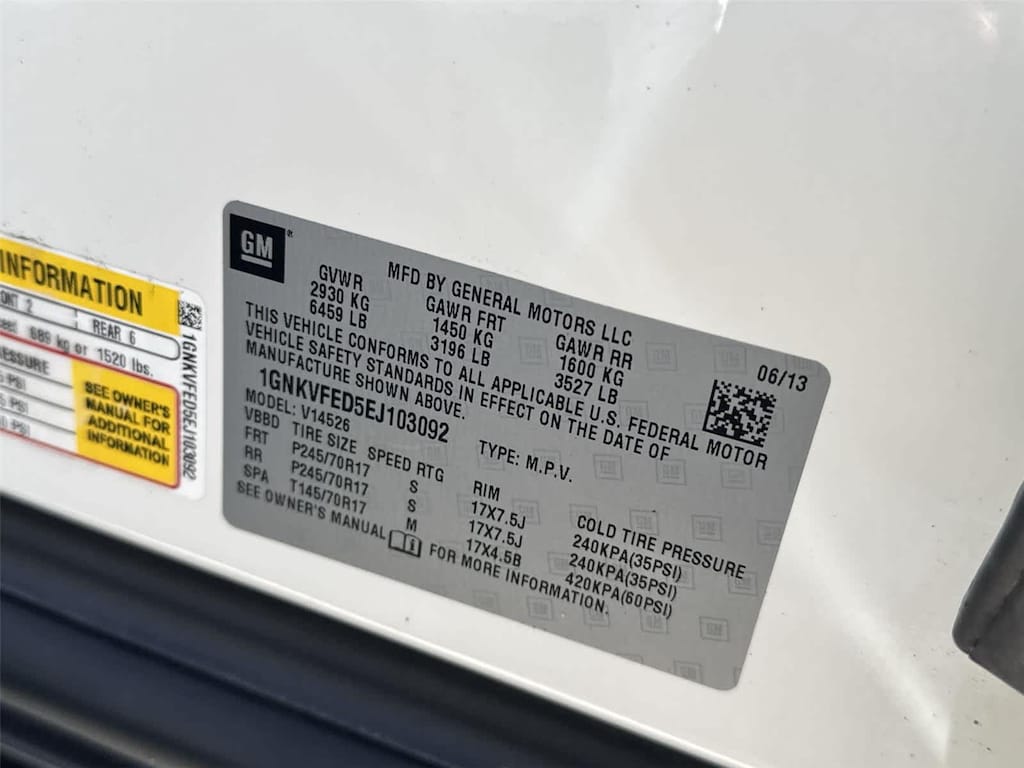 INFORMATION
ONT 2
REAR 6
689 kg or 1520 lbs.
SEE OWNER'S
MANUAL FOR
ADDITIONAL
INFORMATION
1GNKVFED5EJ103092
GM
MFD BY GENERAL MOTORS LLC
06/13
GVWR GAWR FRT GAWR RR
2930 KG 1450 KG 1600 KG
6459 LB 3196 LB 3527 LB
THIS VEHICLE CONFORMS TO ALL APPLICABLE U.S. FEDERAL MOTOR
VEHICLE SAFETY STANDARDS IN EFFECT ON THE DATE OF
MANUFACTURE SHOWN ABOVE.
1GNKVFED5EJ103092 TYPE: M.P.V.
MODEL: V14526
VBBD TIRE SIZE SPEED RTG RIM COLD TIRE PRESSURE
FRT P245/70R17 S 17X7.5J 240KPA(35PSI)
RR P245/70R17 S 17X7.5J 240KPA(35PSI)
SPA T145/70R17 M 17X4.5B 420KPA(60PSI)
SEE OWNER'S MANUAL FOR MORE INFORMATION.